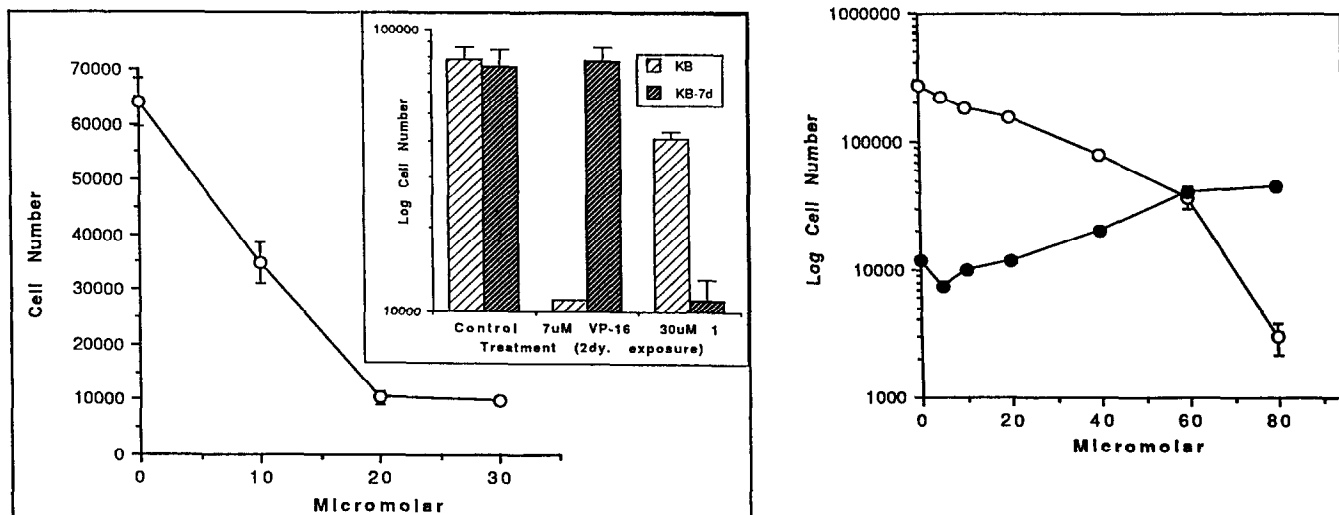 Cell Number
70000
60000
50000
40000
30000
20000
10000
0
0 10 20 30
Micromolar
Log Cell Number
100000
10000
KB
KB-7d
Control 7uM VP-16 30uM 1
Treatment (2dy. exposure)
Log Cell Number
1000000
100000
10000
1000
0 20 40 60 80
Micromolar